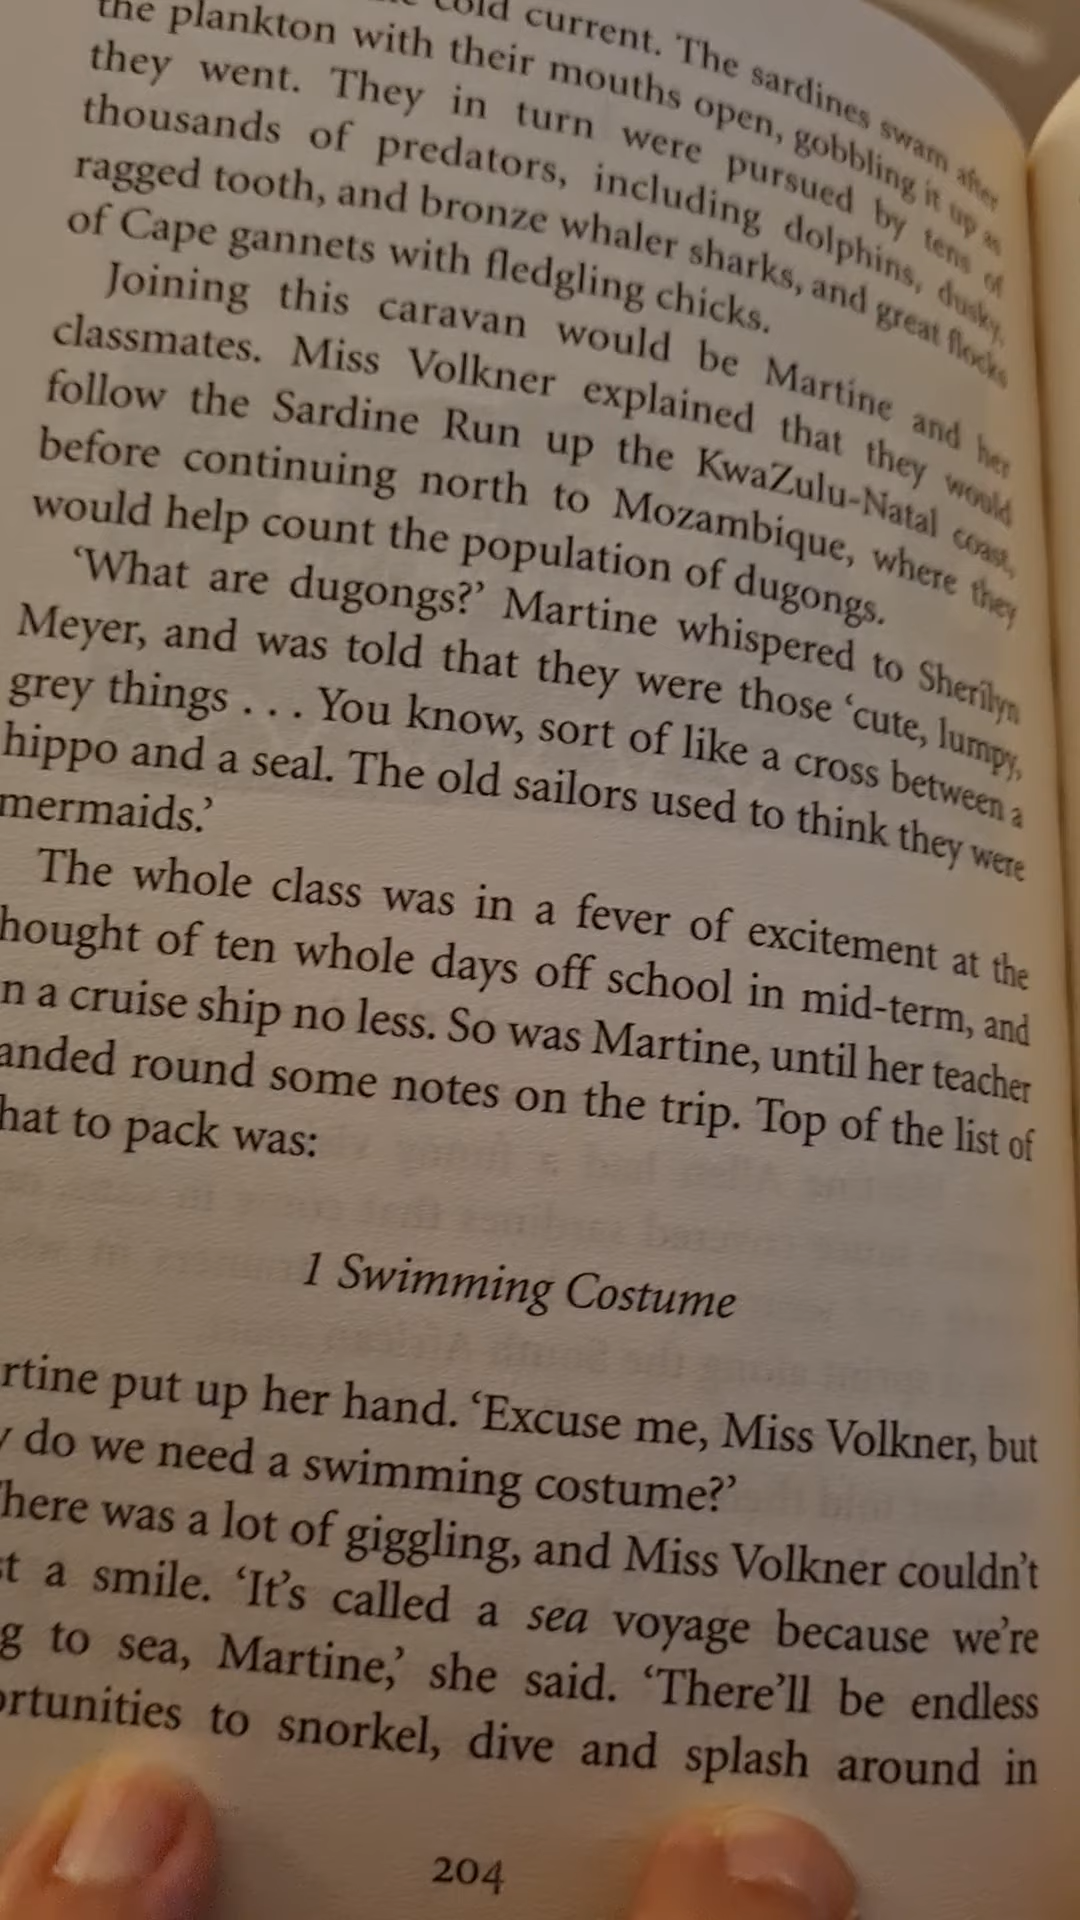 cold current. The sardines swam after
the plankton with their mouths open, gobbling it up as
they went. They in turn were pursued by tens of
thousands of predators, including dolphins, dusky,
ragged tooth, and bronze whaler sharks, and great flocks
of Cape gannets with fledgling chicks.
Joining this caravan would be Martine and her
classmates. Miss Volkner explained that they would
follow the Sardine Run up the KwaZulu-Natal coast,
before continuing north to Mozambique, where they
would help count the population of dugongs.
‘What are dugongs?’ Martine whispered to Sherilyn
Meyer, and was told that they were those ‘cute, lumpy,
grey things . . . You know, sort of like a cross between a
hippo and a seal. The old sailors used to think they were
mermaids.’
The whole class was in a fever of excitement at the
hought of ten whole days off school in mid-term, and
n a cruise ship no less. So was Martine, until her teacher
anded round some notes on the trip. Top of the list of
hat to pack was:
1 Swimming Costume
rtine put up her hand. ‘Excuse me, Miss Volkner, but
do we need a swimming costume?’
here was a lot of giggling, and Miss Volkner couldn’t
t a smile. ‘It’s called a sea voyage because we’re
g to sea, Martine,’ she said. ‘There’ll be endless
ortunities to snorkel, dive and splash around in
204